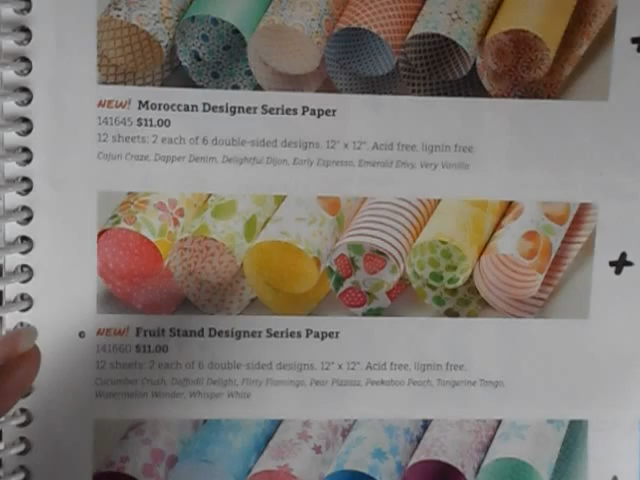 NEW! Moroccan Designer Series Paper
141645 $11.00
12 sheets: 2 each of 6 double-sided designs. 12" x 12". Acid free, lignin free.
Cajun Craze, Dapper Denim, Delightful Dijon, Early Espresso, Emerald Envy, Very Vanilla
+
NEW! Fruit Stand Designer Series Paper
141660 $11.00
12 sheets: 2 each of 6 double-sided designs. 12" x 12". Acid free, lignin free.
Cucumber Crush, Daffodil Delight, Flirty Flamingo, Pear Pizzazz, Peekaboo Peach, Tangerine Tango,
Watermelon Wonder, Whisper White